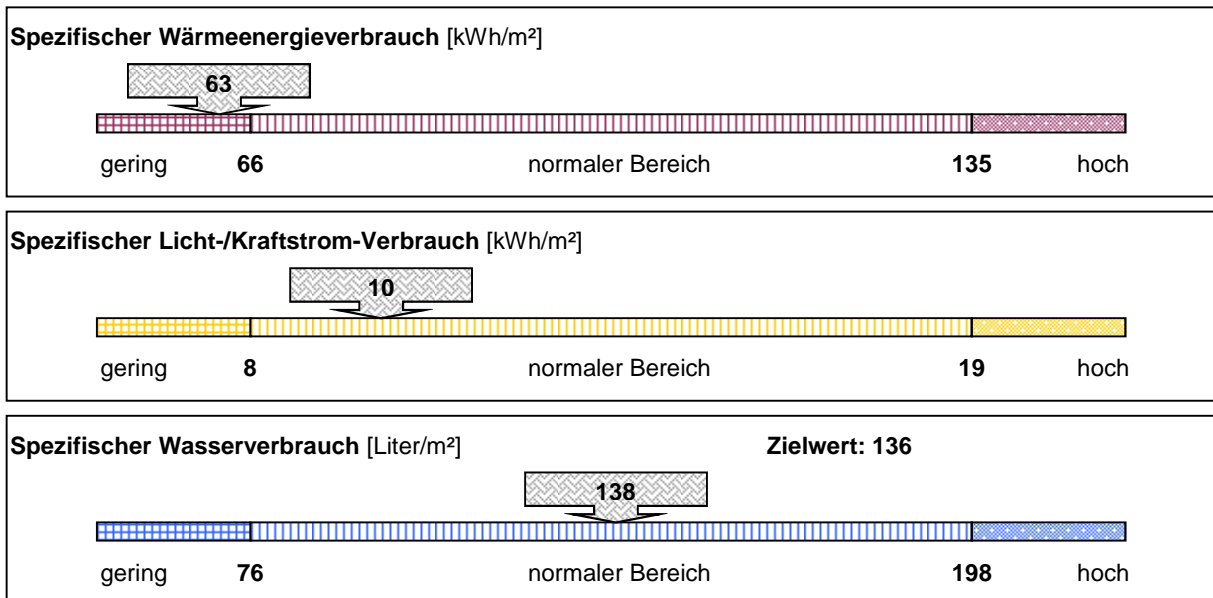 Spezifischer Wärmeenergieverbrauch [kWh/m²]
63
gering 66 normaler Bereich 135 hoch
Spezifischer Licht-/Kraftstrom-Verbrauch [kWh/m²]
10
gering 8 normaler Bereich 19 hoch
Spezifischer Wasserverbrauch [Liter/m²] Zielwert: 136
138
gering 76 normaler Bereich 198 hoch